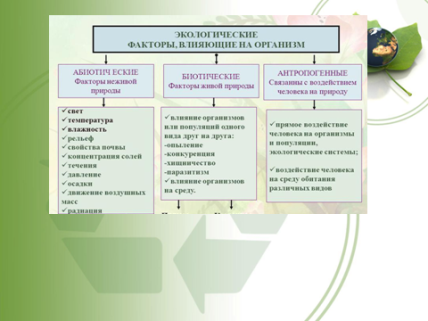 ЭКОЛОГИЧЕСКИЕ
ФАКТОРЫ, ВЛИЯЮЩИЕ НА ОРГАНИЗМ
АБИОТИЧЕСКИЕ
Факторы неживой
природы
✓свет
✓температура
✓влажность
✓рельеф
✓свойства почвы
✓концентрация солей
✓течения
✓давление
✓осадки
✓движение воздушных
масс
✓радиация
БИОТИЧЕСКИЕ
Факторы живой природы
✓влияние организмов
или популяций одного
вида друг на друга:
-опыление
-конкуренция
-хищничество
-паразитизм
✓влияние организмов
на среду.
АНТРОПОГЕННЫЕ
Связанны с воздействием
человека на природу
✓прямое воздействие
человека на организмы
и популяции,
экологические системы;
✓воздействие человека
на среду обитания
различных видов